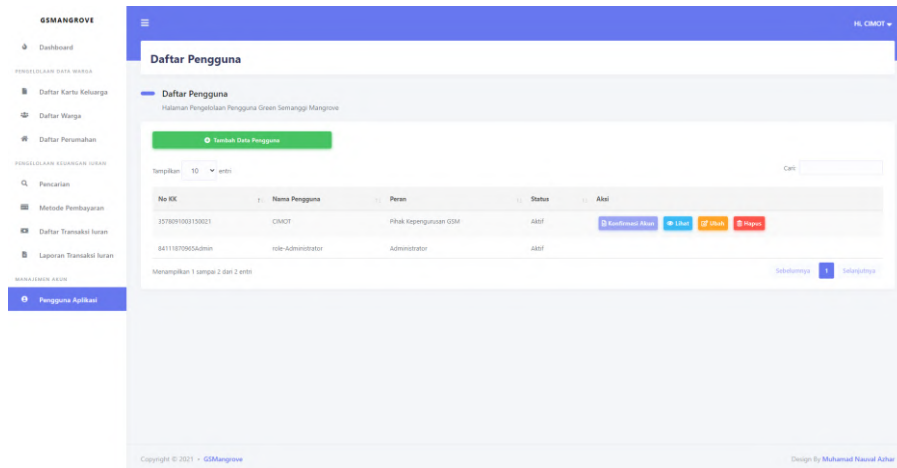 GSMANGROVE
Dashboard
PENGELOLAAN DATA WARGA
Daftar Kartu Keluarga
Daftar Warga
Daftar Perumahan
PENGELOLAAN KEUANGAN IURAN
Pencarian
Metode Pembayaran
Daftar Transaksi Iuran
Laporan Transaksi Iuran
MANAJEMEN AKUN
Pengguna Aplikasi
HI, CIMOT
Daftar Pengguna
Daftar Pengguna
Halaman Pengelolaan Pengguna Green Semanggi Mangrove
Tambah Data Pengguna
Tampilkan 10 entri
Cari:
No KK Nama Pengguna Peran Status Aksi
3578091003150021 CIMOT Pihak Kepengurusan GSM Aktif Konfirmasi Akun Lihat Ubah Hapus
84111870965Admin role-Administrator Administrator Aktif
Menampilkan 1 sampai 2 dari 2 entri
Sebelumnya 1 Selanjutnya
Copyright © 2021 • GSMangrove
Design By Muhamad Nauval Azhar